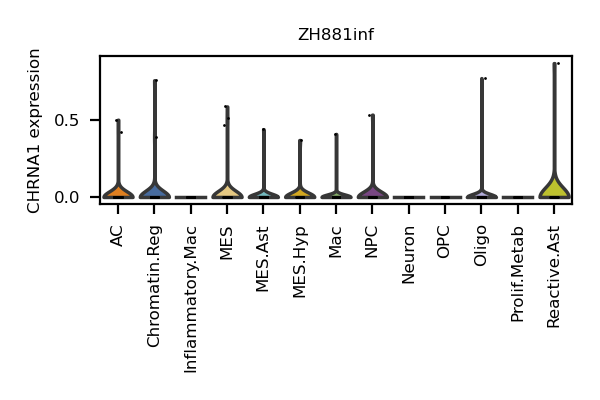 ZH881inf
CHRNA1 expression
0.5
0.0
AC
Chromatin.Reg
Inflammatory.Mac
MES
MES.Ast
MES.Hyp
Mac
NPC
Neuron
OPC
Oligo
Prolif.Metab
Reactive.Ast